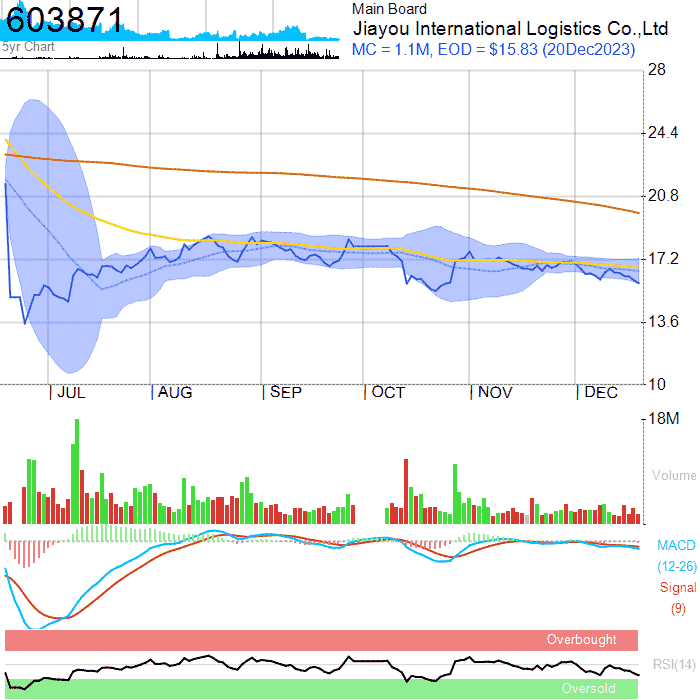 603871
5yr Chart
Main Board
Jiayou International Logistics Co.,Ltd
MC = 1.1M, EOD = $15.83 (20Dec2023)
28
24.4
20.8
17.2
13.6
10
JUL
AUG
SEP
OCT
NOV
DEC
18M
Volume
MACD
(12-26)
Signal
(9)
Overbought
RSI(14)
Oversold